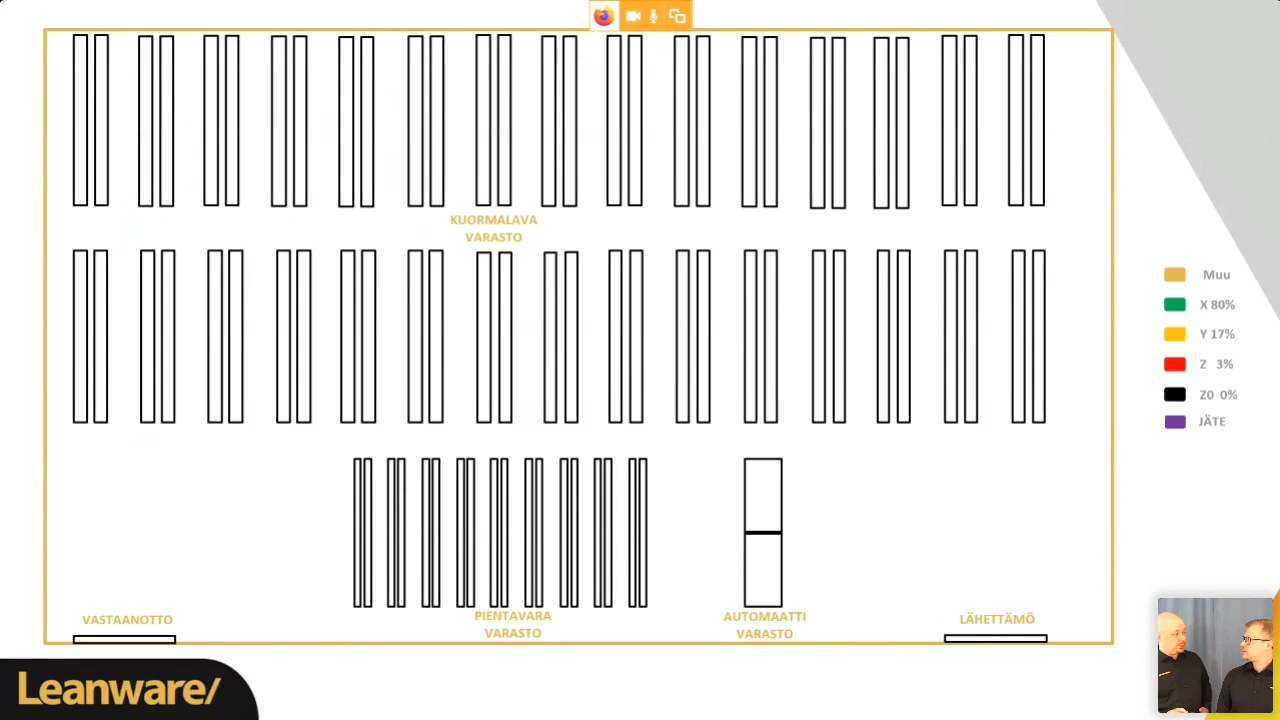 KUORMALAVA
VARASTO
Muu
X 80%
Y 17%
Z 3%
Z0 0%
JÄTE
VASTAANOTTO
PIENTAVARA
VARASTO
AUTOMAATTI
VARASTO
LÄHETTÄMÖ
Leanware/